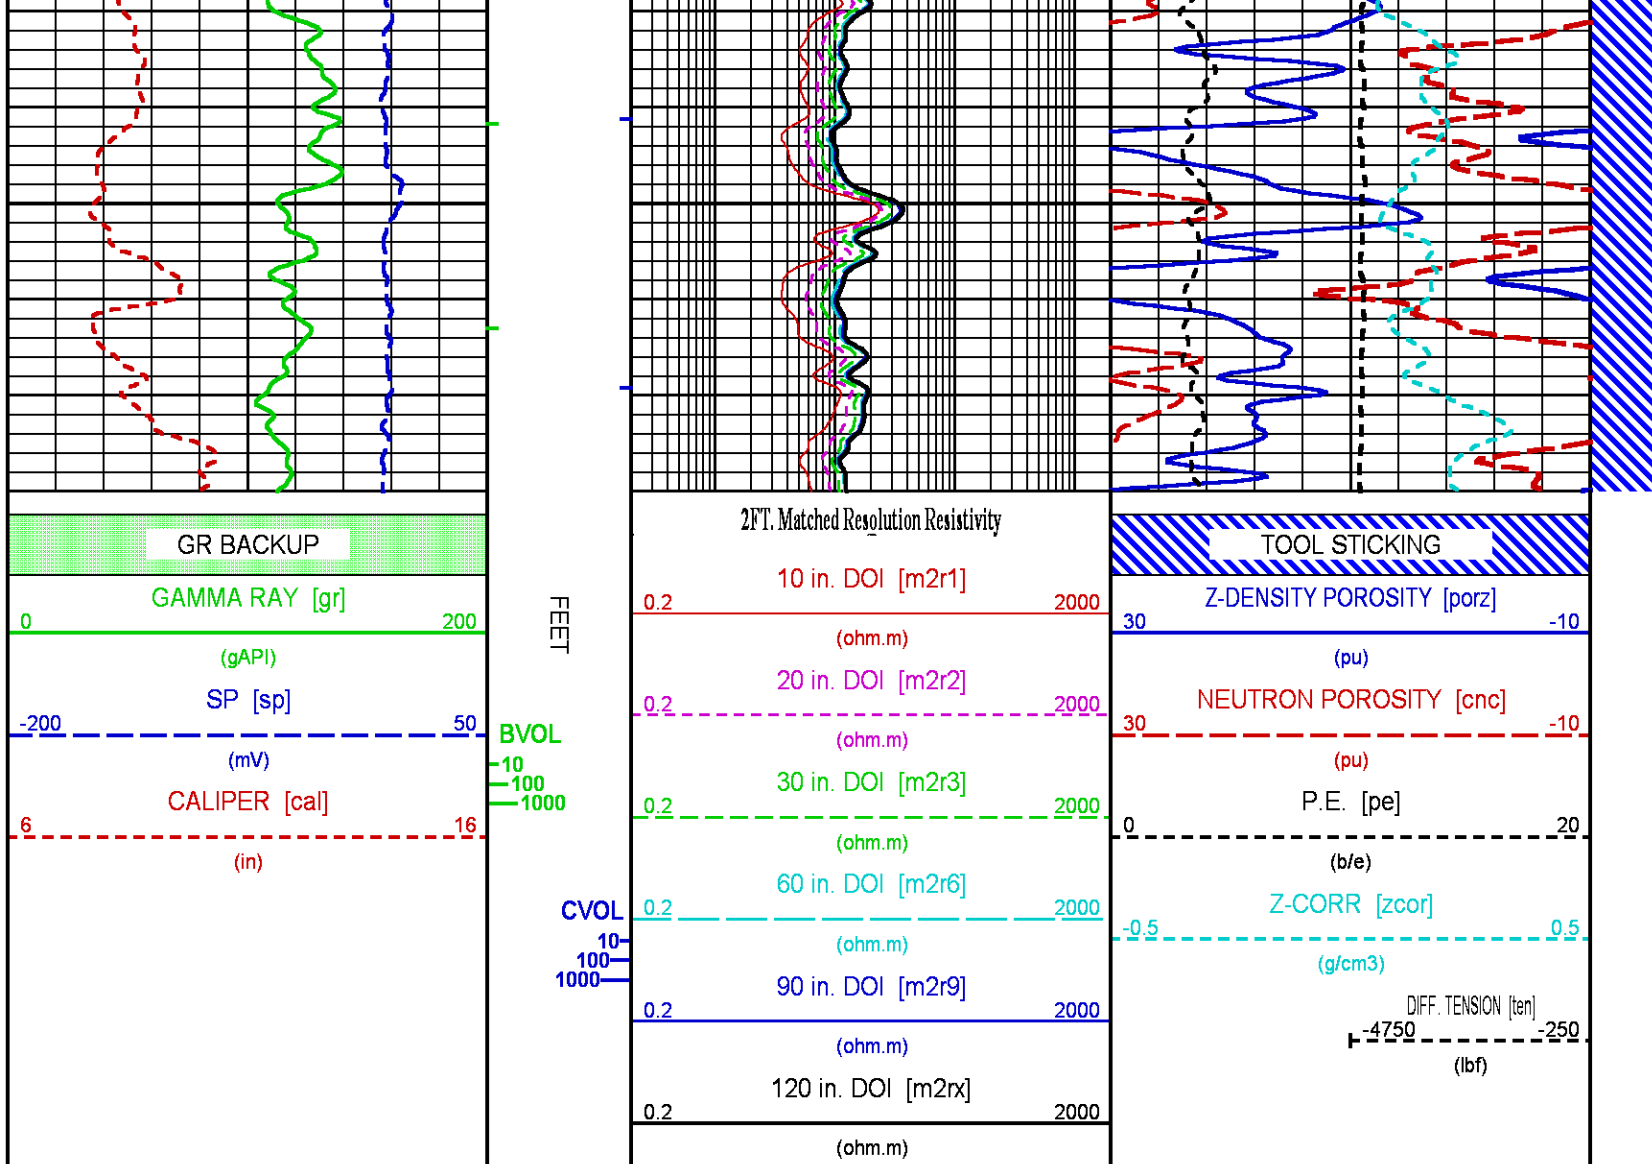 GR BACKUP
GAMMA RAY [gr]
0 200
(gAPI)
SP [sp]
-200 50
(mV)
CALIPER [cal]
6 16
(in)
FEET
BVOL
10
100
1000
CVOL
10
100
1000
2FT. Matched Resolution Resistivity
10 in. DOI [m2r1]
0.2 2000
(ohm.m)
20 in. DOI [m2r2]
0.2 2000
(ohm.m)
30 in. DOI [m2r3]
0.2 2000
(ohm.m)
60 in. DOI [m2r6]
0.2 2000
(ohm.m)
90 in. DOI [m2r9]
0.2 2000
(ohm.m)
120 in. DOI [m2rx]
0.2 2000
(ohm.m)
TOOL STICKING
Z-DENSITY POROSITY [porz]
30 -10
(pu)
NEUTRON POROSITY [cnc]
30 -10
(pu)
P.E. [pe]
0 20
(b/e)
Z-CORR [zcor]
-0.5 0.5
(g/cm3)
DIFF. TENSION [ten]
-4750 -250
(lbf)